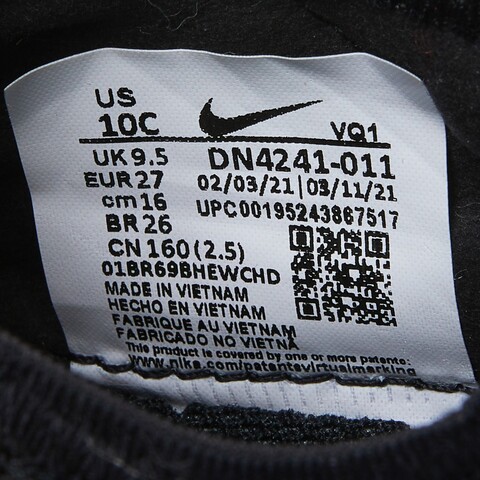 US
10C
VQ1
UK 9.5
DN4241-011
EUR 27
02/03/21 | 03/11/21
cm 16
UPC00195243867517
BR 26
CN 160 (2.5)
01BR69BHEWCHD
MADE IN VIETNAM
HECHO EN VIETNAM
FABRIQUE AU VIETNAM
FABRICADO NO VIETNÃ
This product is covered by one or more patents:
www.nike.com/patentsvirtualmarking